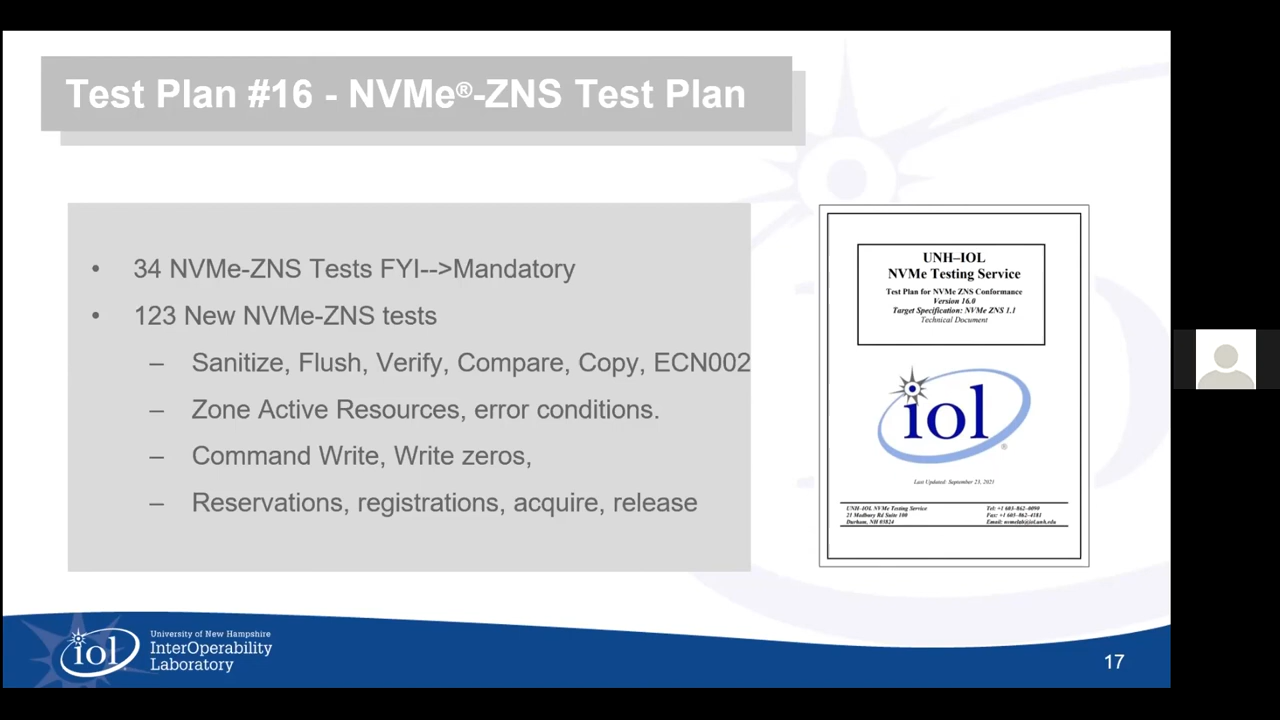 Test Plan #16 - NVMe®-ZNS Test Plan
• 34 NVMe-ZNS Tests FYI-->Mandatory
• 123 New NVMe-ZNS tests
– Sanitize, Flush, Verify, Compare, Copy, ECN002
– Zone Active Resources, error conditions.
– Command Write, Write zeros,
– Reservations, registrations, acquire, release
UNH–IOL
NVMe Testing Service
Test Plan for NVMe ZNS Conformance
Version 16.0
Target Specification: NVMe ZNS 1.1
Technical Document
iol®
Last Updated: September 23, 2021
UNH-IOL NVMe Testing Service
21 Madbury Rd Suite 100
Durham, NH 03824
Tel: +1 603-862-0090
Fax: +1 603-862-4181
Email: nvmelab@iol.unh.edu
iol
University of New Hampshire
InterOperability
Laboratory
17